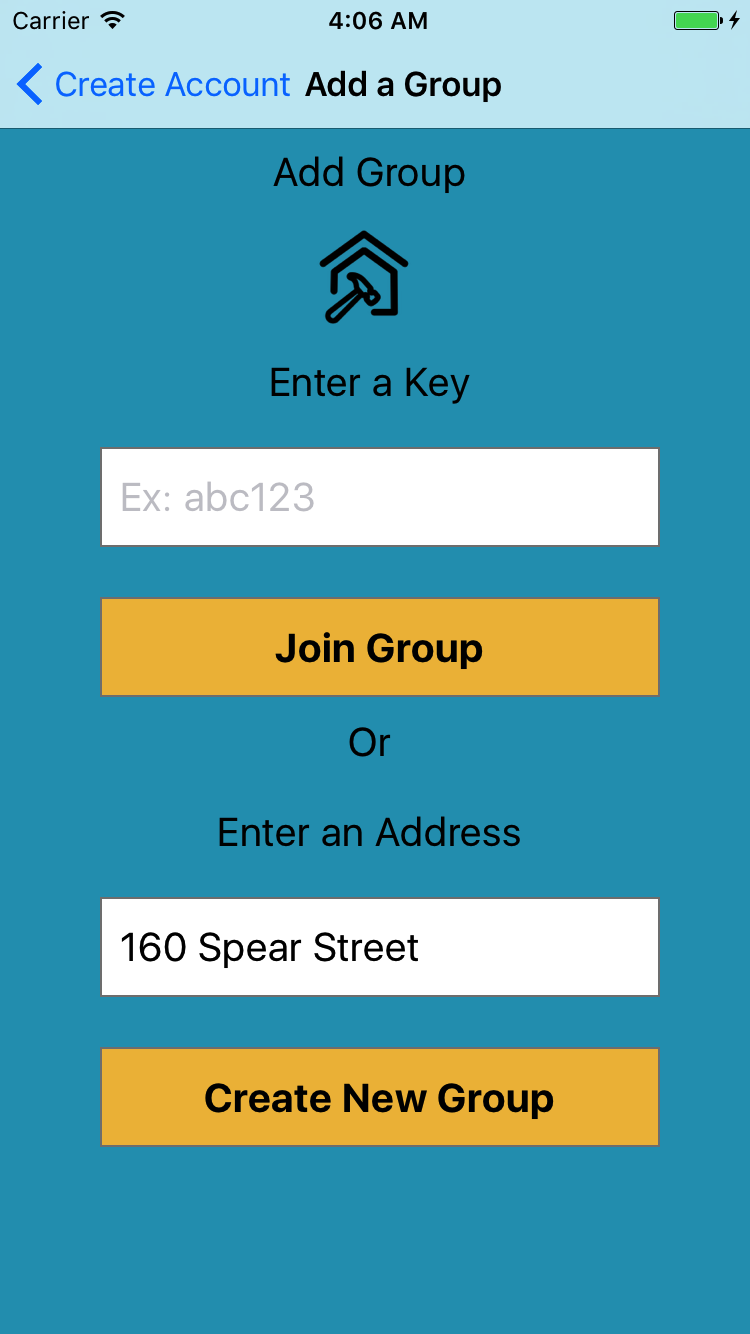 Carrier 4:06 AM
Create Account Add a Group
Add Group
Enter a Key
Ex: abc123
Join Group
Or
Enter an Address
160 Spear Street
Create New Group